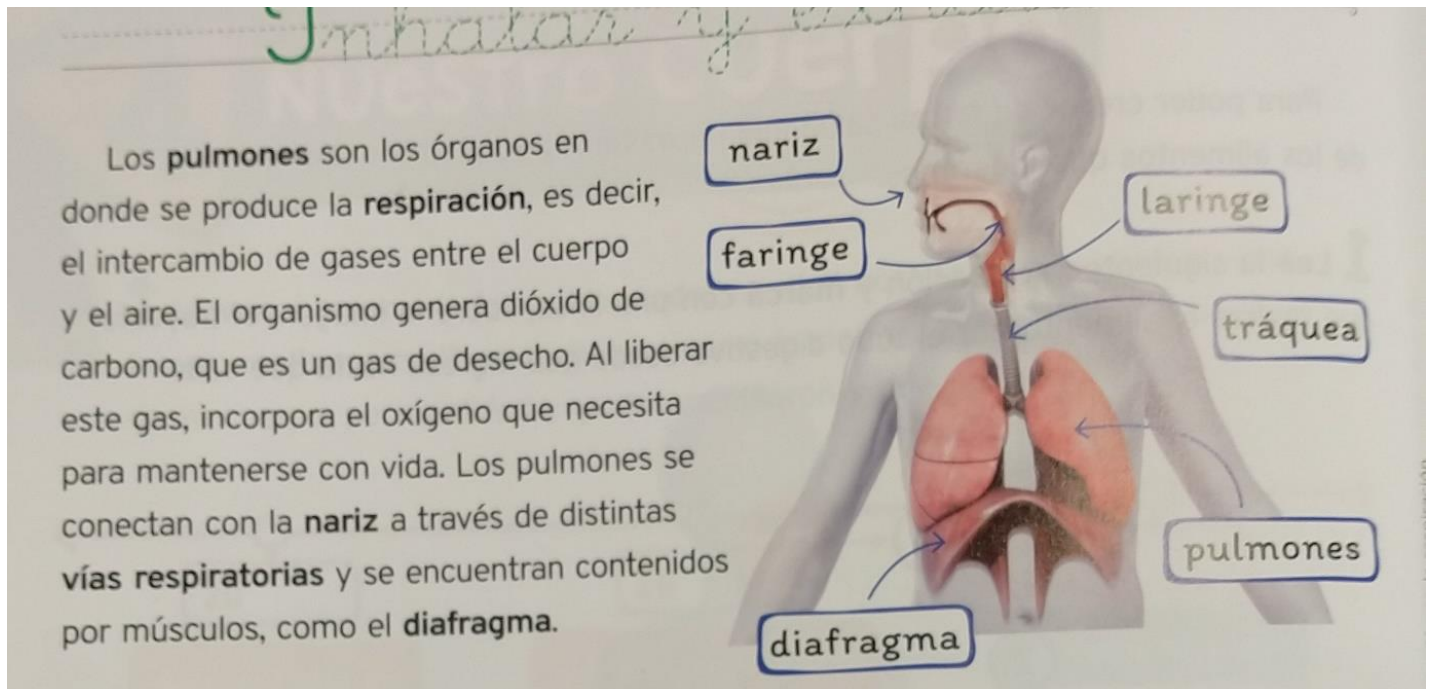 Inhalar y
Los pulmones son los órganos en
donde se produce la respiración, es decir,
el intercambio de gases entre el cuerpo
y el aire. El organismo genera dióxido de
carbono, que es un gas de desecho. Al liberar
este gas, incorpora el oxígeno que necesita
para mantenerse con vida. Los pulmones se
conectan con la nariz a través de distintas
vías respiratorias y se encuentran contenidos
por músculos, como el diafragma.
nariz
faringe
laringe
tráquea
pulmones
diafragma